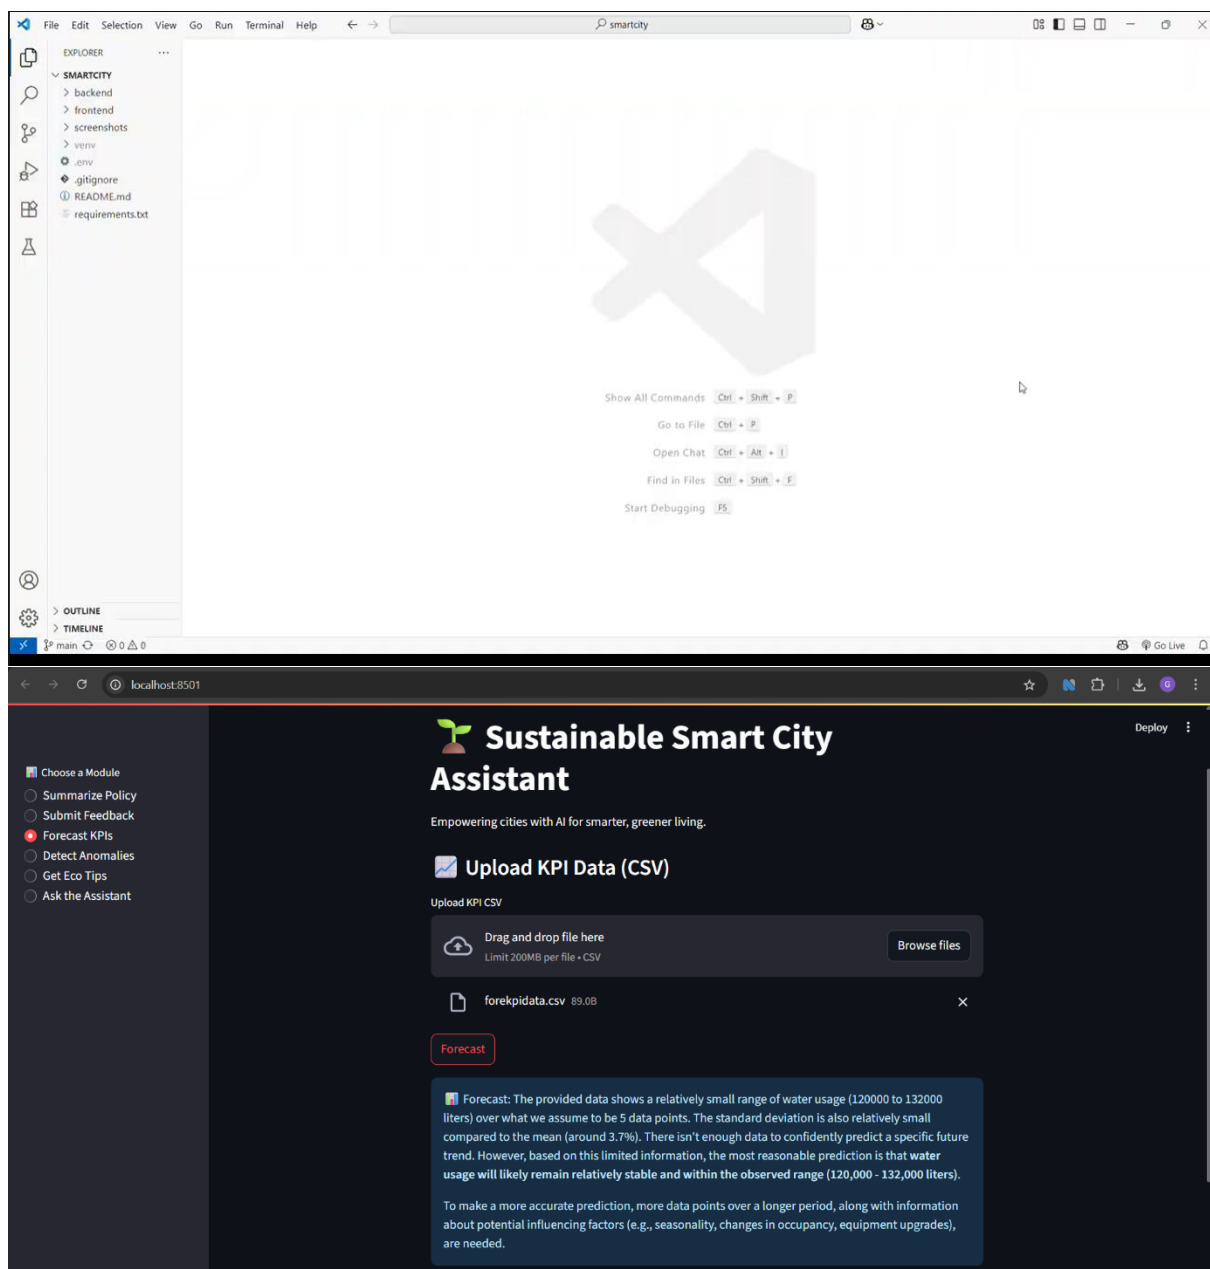 File Edit Selection View Go Run Terminal Help
smartcity
EXPLORER
SMARTCITY
backend
frontend
screenshots
venv
.env
.gitignore
README.md
requirements.txt
Show All Commands Ctrl + Shift + P
Go to File Ctrl + P
Open Chat Ctrl + Alt + I
Find in Files Ctrl + Shift + F
Start Debugging F5
OUTLINE
TIMELINE
main 0 0
Go Live
localhost:8501
G
Deploy
Choose a Module
Summarize Policy
Submit Feedback
Forecast KPIs
Detect Anomalies
Get Eco Tips
Ask the Assistant
Sustainable Smart City
Assistant
Empowering cities with AI for smarter, greener living.
Upload KPI Data (CSV)
Upload KPI CSV
Drag and drop file here
Limit 200MB per file • CSV
Browse files
forekpidata.csv 89.0B
Forecast
Forecast: The provided data shows a relatively small range of water usage (120000 to 132000
liters) over what we assume to be 5 data points. The standard deviation is also relatively small
compared to the mean (around 3.7%). There isn't enough data to confidently predict a specific future
trend. However, based on this limited information, the most reasonable prediction is that water
usage will likely remain relatively stable and within the observed range (120,000 - 132,000 liters).
To make a more accurate prediction, more data points over a longer period, along with information
about potential influencing factors (e.g., seasonality, changes in occupancy, equipment upgrades),
are needed.